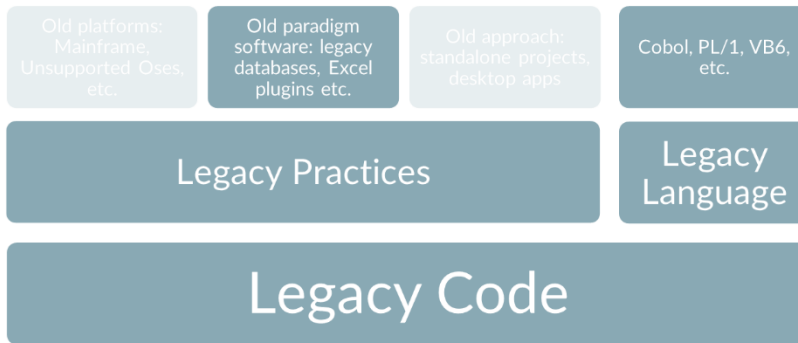 Old platforms:
Mainframe,
Unsupported Oses,
etc.
Old paradigm
software: legacy
databases, Excel
plugins etc.
Old approach:
standalone projects,
desktop apps
Cobol, PL/1, VB6,
etc.
Legacy Practices
Legacy
Language
Legacy Code